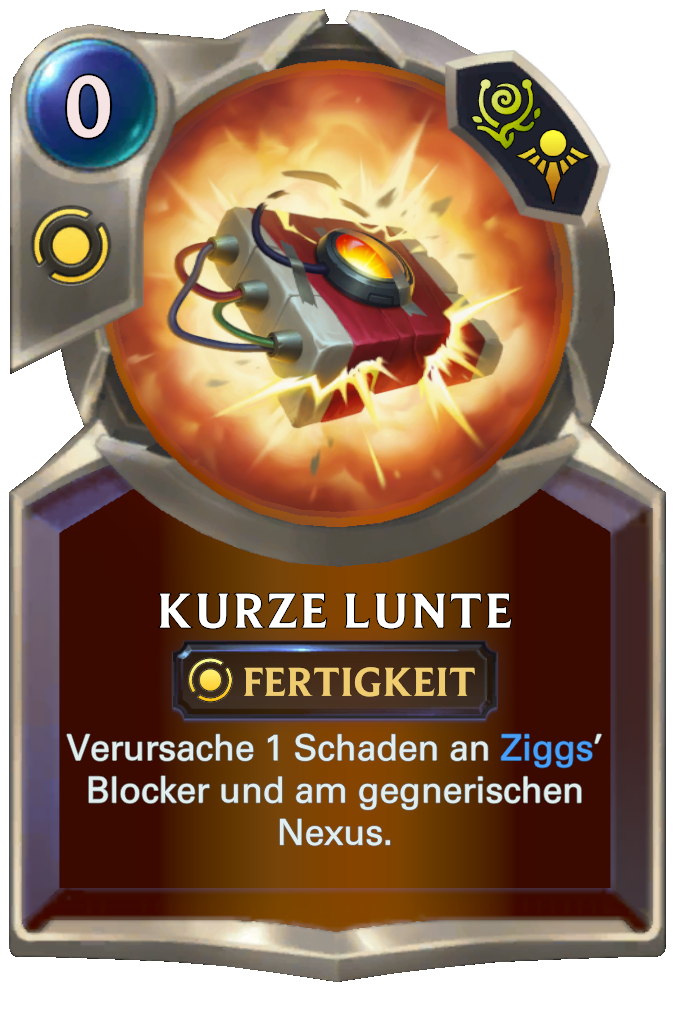 0
KURZE LUNTE
FERTIGKEIT
Verursache 1 Schaden an Ziggs’
Blocker und am gegnerischen
Nexus.